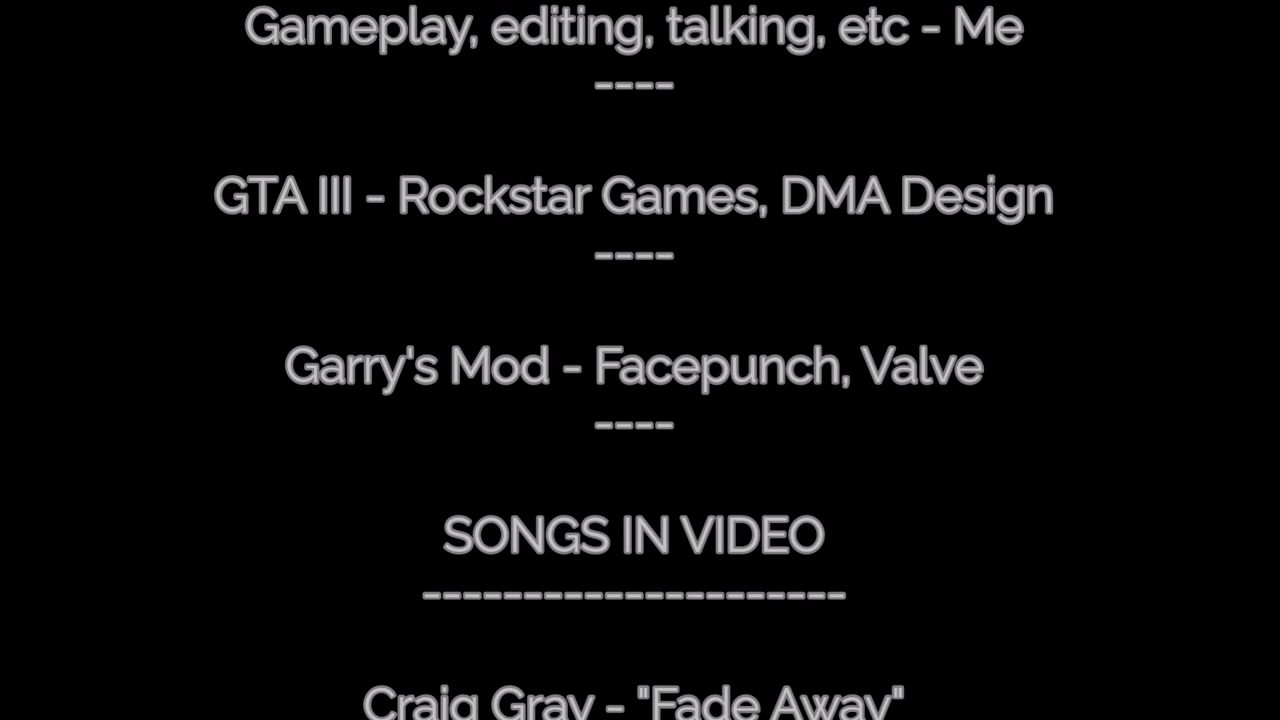 Gameplay, editing, talking, etc - Me
----
GTA III - Rockstar Games, DMA Design
----
Garry's Mod - Facepunch, Valve
----
SONGS IN VIDEO
---------------------
Craig Gray - "Fade Away"